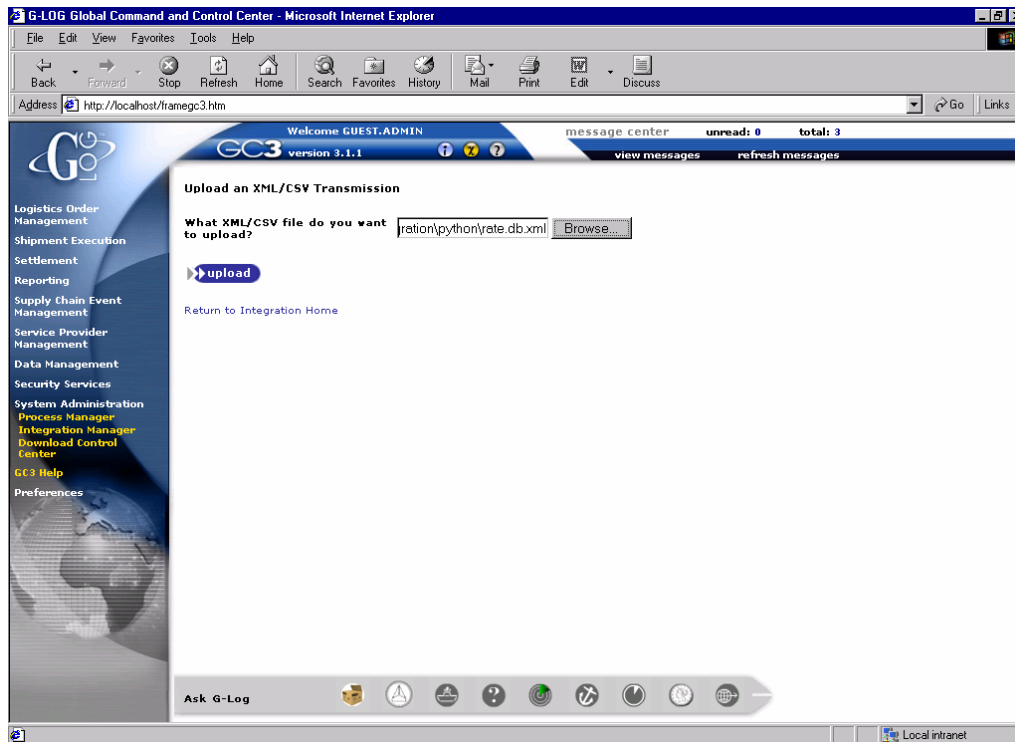 G-LOG Global Command and Control Center - Microsoft Internet Explorer
File Edit View Favorites Tools Help
Back Forward Stop Refresh Home Search Favorites History Mail Print Edit Discuss
Address http://localhost/framegc3.htm Go Links
G-Log
Welcome GUEST.ADMIN
GC3 version 3.1.1
message center unread: 0 total: 3
view messages refresh messages
Logistics Order
Management
Shipment Execution
Settlement
Reporting
Supply Chain Event
Management
Service Provider
Management
Data Management
Security Services
System Administration
Process Manager
Integration Manager
Download Control
Center
GC3 Help
Preferences
Upload an XML/CSV Transmission
What XML/CSV file do you want
to upload?
ration\python\rate.db.xml Browse...
upload
Return to Integration Home
Ask G-Log
Local intranet